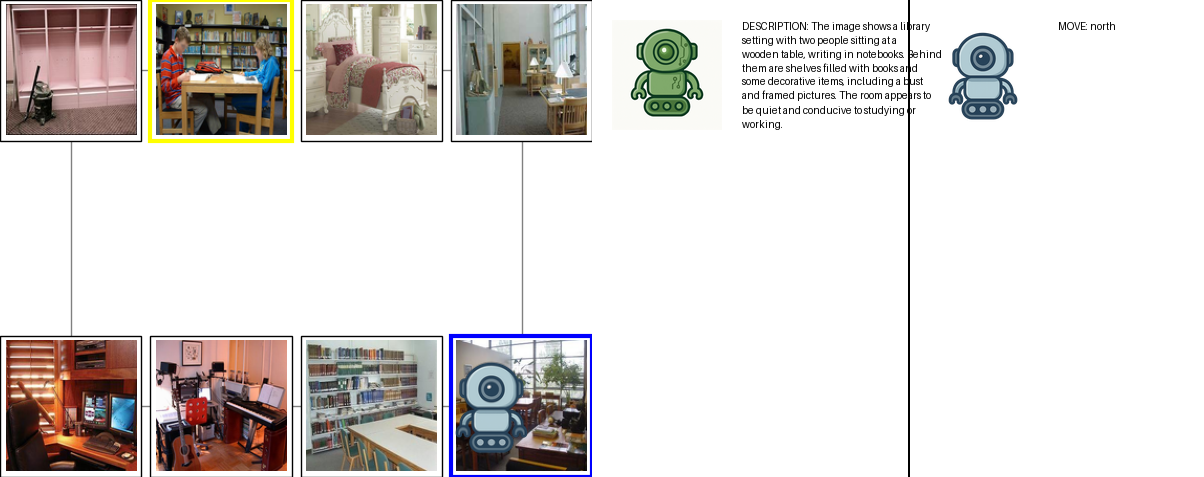 DESCRIPTION: The image shows a library
setting with two people sitting at a
wooden table, writing in notebooks. Behind
them are shelves filled with books and
some decorative items, including a bust
and framed pictures. The room appears to
be quiet and conducive to studying or
working.
MOVE: north